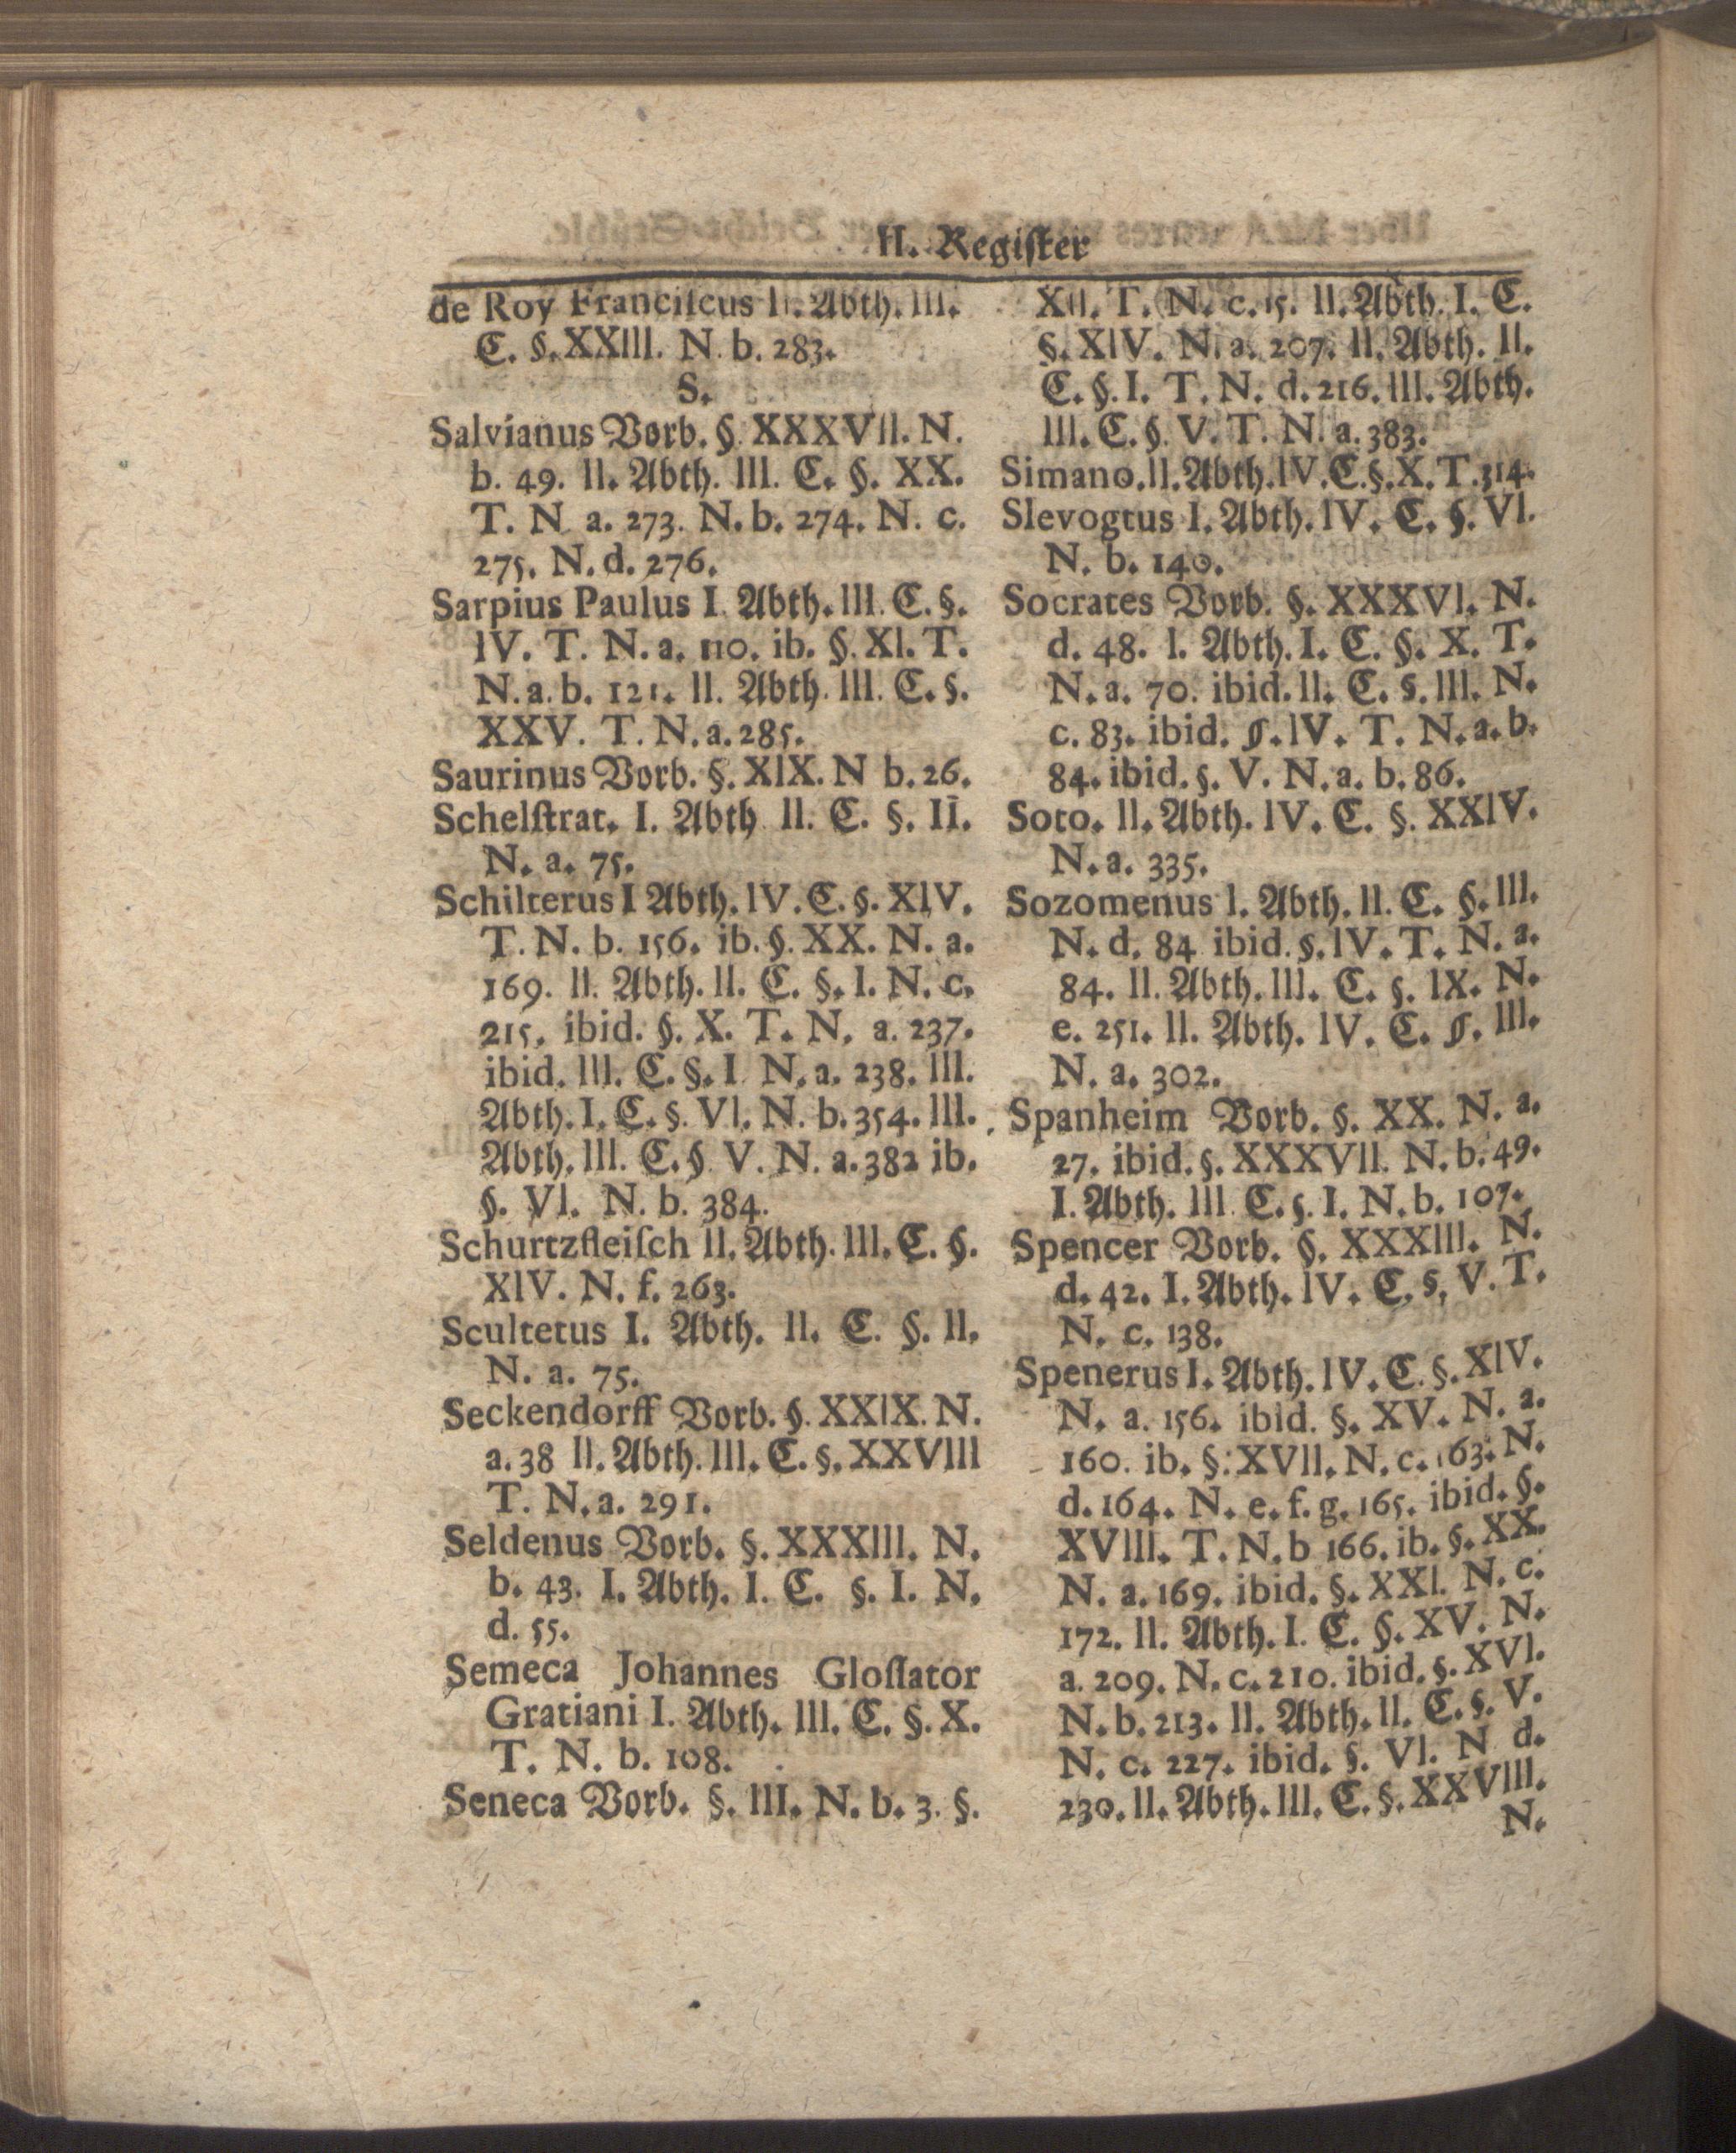 II. Regiſter
de Roy Franciſcus II. Abth. III.
C. §. XXIII. N. b. 283.
S.
Salvianus Vorb. §. XXXVII. N.
b. 49. II. Abth. III. C. §. XX.
T. N a. 273. N. b. 274. N. c.
275. N. d. 276.
Sarpius Paulus I. Abth. III. C. §.
IV. T. N. a. 110. ib. §. XI. T.
N. a. b. 121. II. Abth. III. C. §.
XXV. T. N. a. 285.
Saurinus Vorb. §. XIX. N b. 26.
Schelſtrat. I. Abth II. C. §. II.
N. a. 75.
Schilterus I Abth. IV. C. §. XIV.
T. N. b. 156. ib. §. XX. N. a.
169. II. Abth. II. C. §. I. N. c.
215. ibid. §. X. T. N. a. 237.
ibid. III. C. §. I N. a. 238. III.
Abth. I. C. §. VI. N. b. 354. III.
Abth. III. C. § V. N. a. 382 ib.
§. VI. N. b. 384.
Schurtzfleiſch II. Abth. III. C. §.
XIV. N. f. 263.
Scultetus I. Abth. II. C. §. II.
N. a. 75.
Seckendorff Vorb. §. XXIX. N.
a. 38 II. Abth. III. C. §. XXVIII
T. N. a. 291.
Seldenus Vorb. §. XXXIII. N.
b. 43. I. Abth. I. C. §. I. N.
d. 55.
Semeca Johannes Gloſſator
Gratiani I. Abth. III. C. §. X.
T. N. b. 108.
Seneca Vorb. §. III. N. b. 3. §.
XII. T. N. c. 15. II. Abth. I. C.
§. XIV. N. a. 207. II. Abth. II.
C. §. I. T. N. d. 216. III. Abth.
III. C. §. V. T. N. a. 383.
Simano. II. Abth. IV. C. §. X. T. 314.
Slevogtus I. Abth. IV. C. §. VI.
N. b. 140.
Socrates Vorb. §. XXXVI. N.
d. 48. I. Abth. I. C. §. X. T.
N. a. 70. ibid. II. C. §. III. N.
c. 83. ibid. §. IV. T. N. a. b.
84. ibid. §. V. N. a. b. 86.
Soto. II. Abth. IV. C. §. XXIV.
N. a. 335.
Sozomenus I. Abth. II. C. §. III.
N. d. 84 ibid. §. IV. T. N. a.
84. II. Abth. III. C. §. IX. N.
e. 251. II. Abth. IV. C. §. III.
N. a. 302.
Spanheim Vorb. §. XX. N. a.
27. ibid. §. XXXVII. N. b. 49.
I. Abth. III. C. §. I. N. b. 107.
Spencer Vorb. §. XXXIII. N.
d. 42. I. Abth. IV. C. §. V. T.
N. c. 138.
Spenerus I. Abth. IV. C. §. XIV.
N. a. 156. ibid. §. XV. N. a.
160. ib. §. XVII. N. c. 163. N.
d. 164. N. e. f. g. 165. ibid. §.
XVIII. T. N. b 166. ib. §. XX.
N. a. 169. ibid. §. XXI. N. c.
172. II. Abth. I. C. §. XV. N.
a. 209. N. c. 210. ibid. §. XVI.
N. b. 213. II. Abth. II. C. §. V.
N. c. 227. ibid. §. VI. N d.
230. II. Abth. III. C. §. XXVIII.
N.